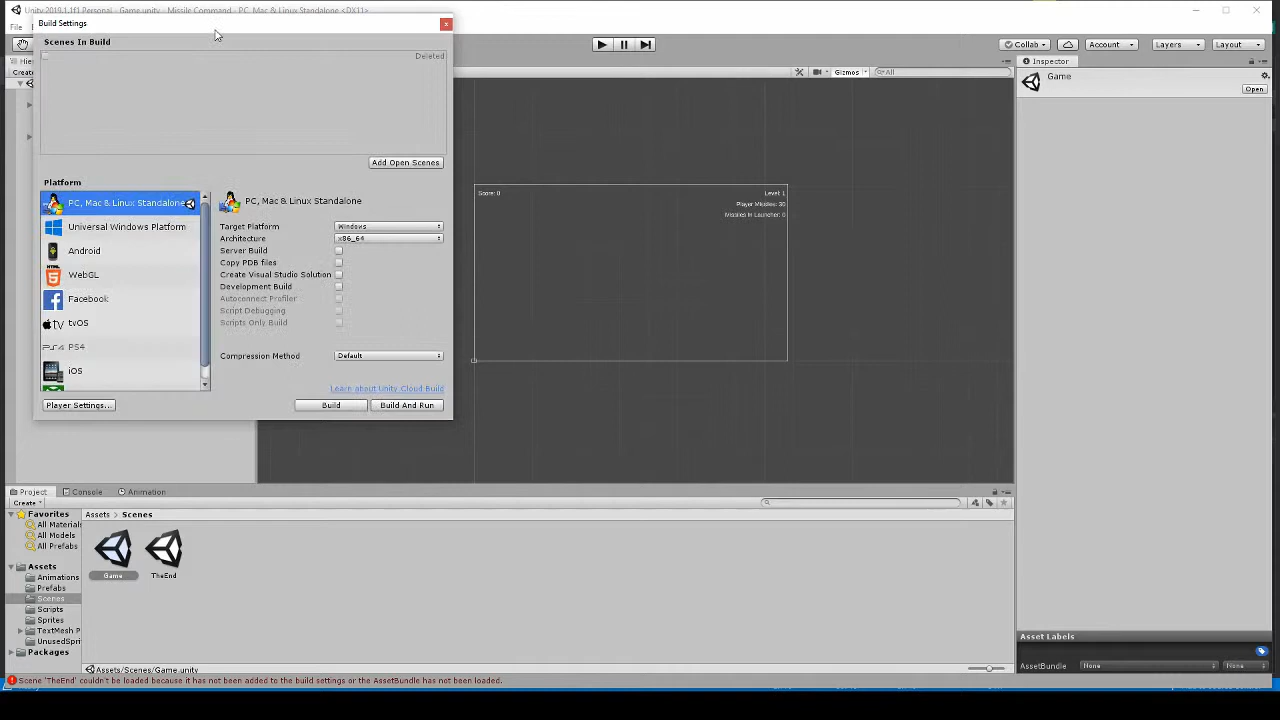 Unity 2019.1.1f1 Personal - Game.unity - Missile Command - PC, Mac & Linux Standalone <DX11>
Build Settings
File
Scenes In Build
Collab
Account
Layers
Layout
Deleted
Inspector
Create
Gizmos
All
Game
Open
Add Open Scenes
Platform
PC, Mac & Linux Standalone
PC, Mac & Linux Standalone
Universal Windows Platform
Android
WebGL
Facebook
tvOS
PS4
iOS
Target Platform
Windows
Architecture
x86_64
Server Build
Copy PDB files
Create Visual Studio Solution
Development Build
Autoconnect Profiler
Script Debugging
Scripts Only Build
Compression Method
Default
Learn about Unity Cloud Build
Player Settings...
Build
Build And Run
Score: 0
Level: 1
Player Missiles: 30
Missiles In Launcher: 0
Project
Console
Animation
Create
Favorites
All Materials
All Models
All Prefabs
Assets
Animations
Prefabs
Scenes
Scripts
Sprites
TextMesh P
UnusedSpri
Packages
Assets > Scenes
Game
TheEnd
Assets/Scenes/Game.unity
Asset Labels
AssetBundle
None
None
Scene 'TheEnd' couldn't be loaded because it has not been added to the build settings or the AssetBundle has not been loaded.